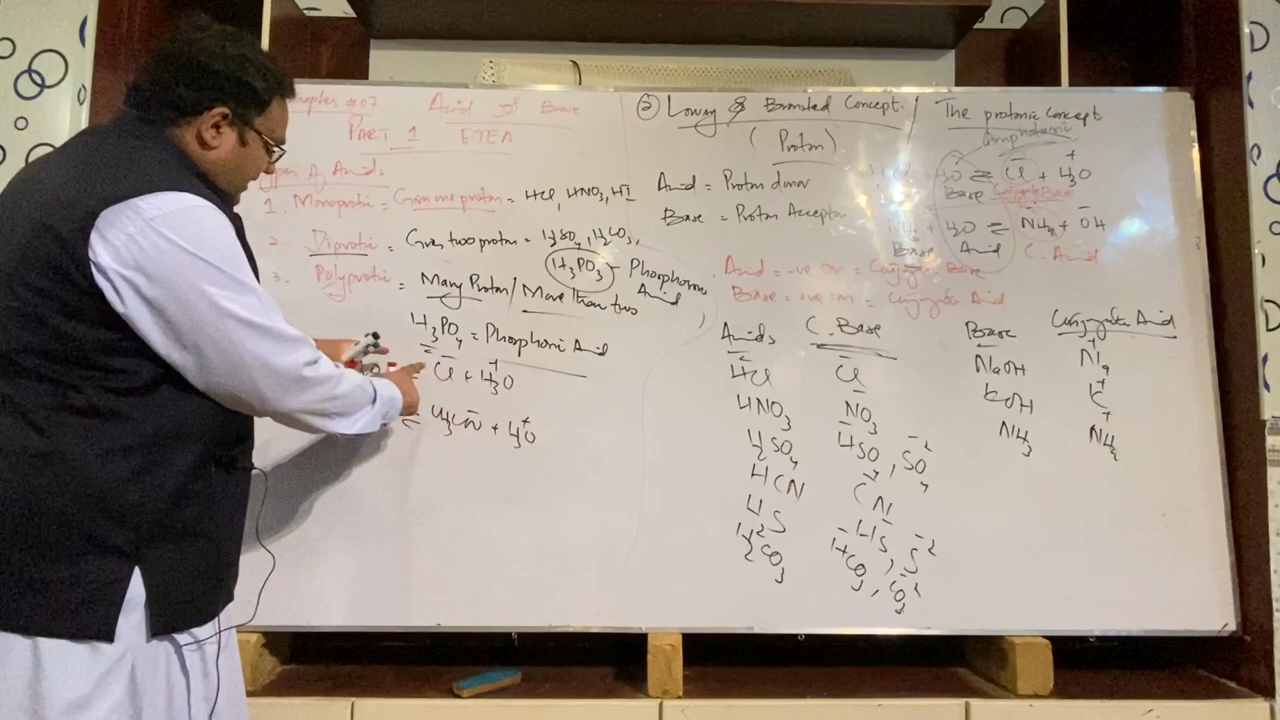 #07 Acid & Base
PART 1 ETEA
Types of Acids
1. Monoprotic = Give one proton = HCl, HNO3, HI
2. Diprotic = Gives two proton = H2SO4, H2CO3,
H3PO3 - Phosphorous Acid
3. Polyprotic = Many Proton / More than two
H3PO4 = Phosphoric Acid
Cl⁻ + H3O⁺
+ H3O⁺
② Lowry & Bronsted Concept. / The protonic concept
(Proton)
Acid = Proton donor
Base = Proton Acceptor
Amphoteric
⇌ Cl⁻ + H3O⁺
Base Conjugate Base
+ H2O ⇌ NH4⁺ + OH⁻
Base Acid C. Acid
Acid = -ve ion = Conjugate Base
Base = +ve ion = Conjugate Acid
Acids C. Base
HCl Cl⁻
HNO3 NO3⁻
H2SO4 HSO4⁻, SO4⁻²
HCN CN⁻
H2S HS⁻, S⁻²
H2CO3 HCO3⁻, CO3⁻²
Base Conjugate Acid
NaOH Na⁺
KOH K⁺
NH3 NH4⁺